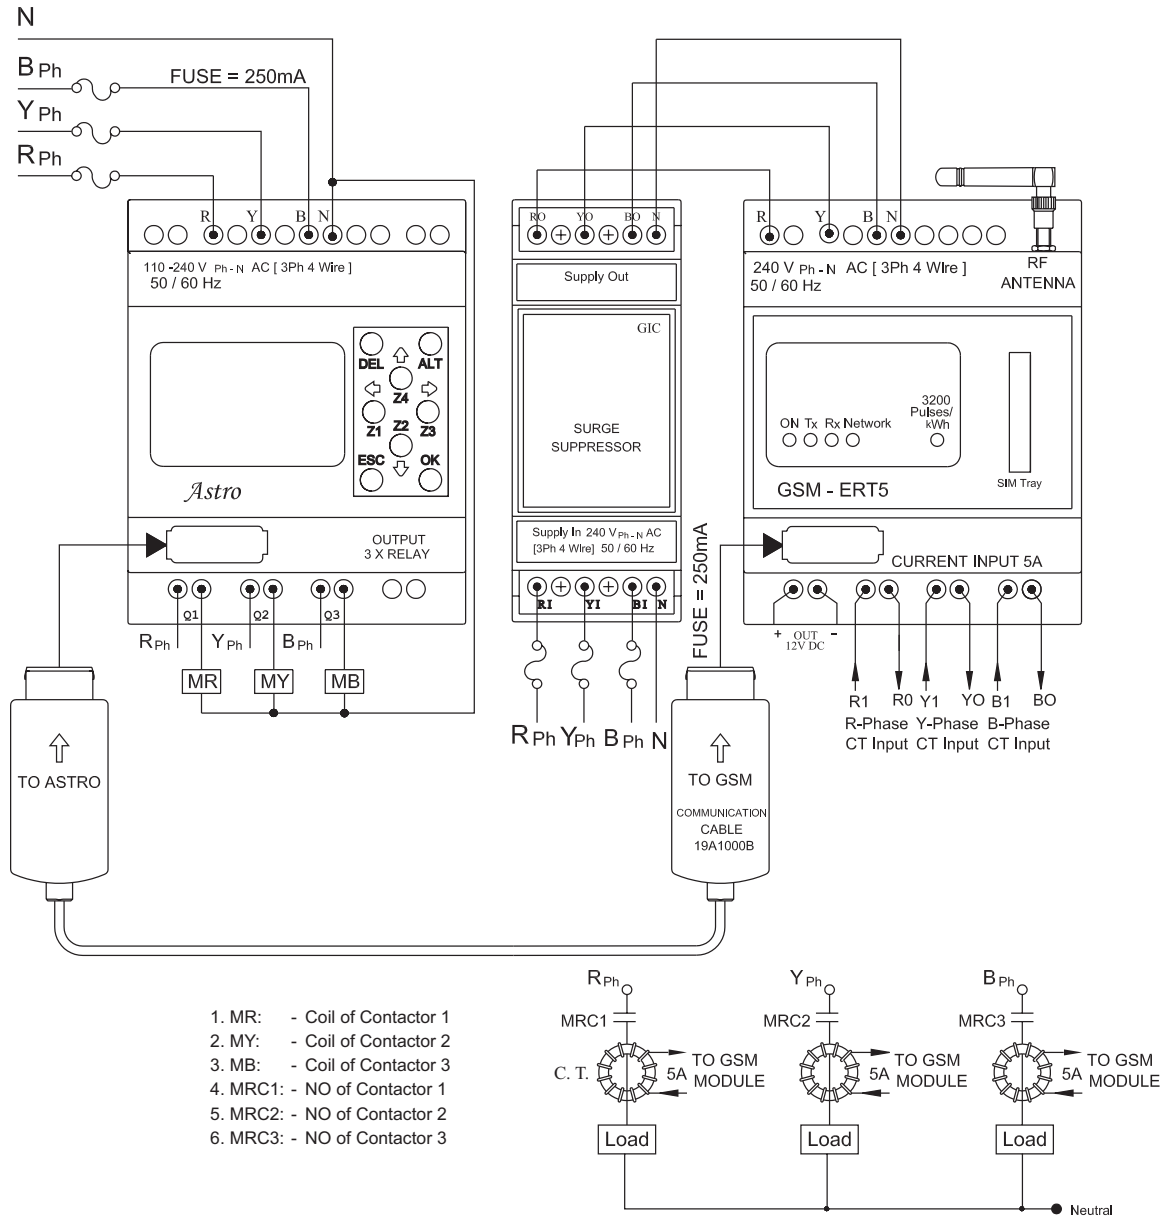 N
B Ph
FUSE = 250mA
Y Ph
R Ph
R Y B N
110 -240 V Ph - N AC [ 3Ph 4 Wire ]
50 / 60 Hz
DEL ALT
Z4
Z1 Z2 Z3
ESC OK
Astro
OUTPUT
3 X RELAY
Q1 Q2 Q3
R Ph Y Ph B Ph
MR MY MB
RO YO BO N
Supply Out
GIC
SURGE
SUPPRESSOR
Supply In 240 V Ph - N AC
[3Ph 4 Wire] 50 / 60 Hz
RI YI BI N
R Ph Y Ph B Ph N
FUSE = 250mA
R Y B N
240 V Ph - N AC [ 3Ph 4 WIre ]
50 / 60 Hz
RF
ANTENNA
3200
Pulses/
kWh
ON Tx Rx Network
SIM Tray
GSM - ERT5
CURRENT INPUT 5A
+ OUT -
12V DC
R1 R0 Y1 YO B1 BO
R-Phase Y-Phase B-Phase
CT Input CT Input CT Input
TO ASTRO
TO GSM
COMMUNICATION
CABLE
19A1000B
1. MR: - Coil of Contactor 1
2. MY: - Coil of Contactor 2
3. MB: - Coil of Contactor 3
4. MRC1: - NO of Contactor 1
5. MRC2: - NO of Contactor 2
6. MRC3: - NO of Contactor 3
R Ph Y Ph B Ph
MRC1 MRC2 MRC3
C. T. 5A TO GSM MODULE
5A TO GSM MODULE
5A TO GSM MODULE
Load Load Load
Neutral